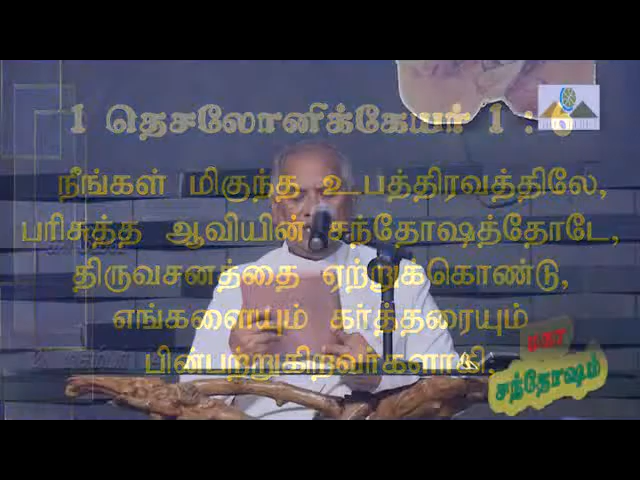 1 தெசலோனிக்கேயர் 1 : 6
நீங்கள் மிகுந்த உபத்திரவத்திலே,
பரிசுத்த ஆவியின் சந்தோஷத்தோடே,
திருவசனத்தை ஏற்றுக்கொண்டு,
எங்களையும் கர்த்தரையும்
பின்பற்றுகிறவர்களாகி,
மகா
சந்தோஷம்